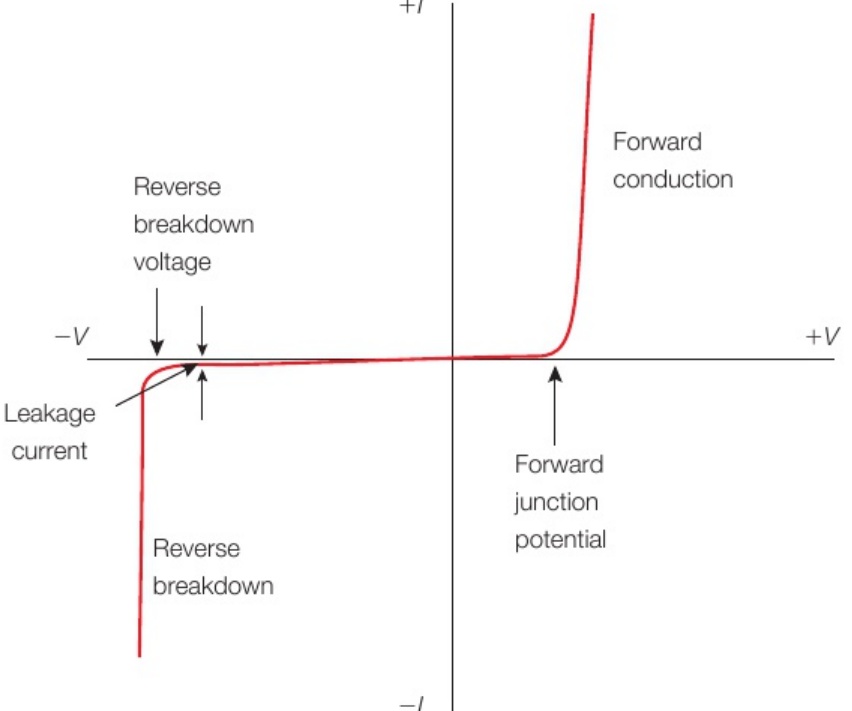 +I
Forward
conduction
Reverse
breakdown
voltage
−V
+V
Leakage
current
Forward
junction
potential
Reverse
breakdown
−I